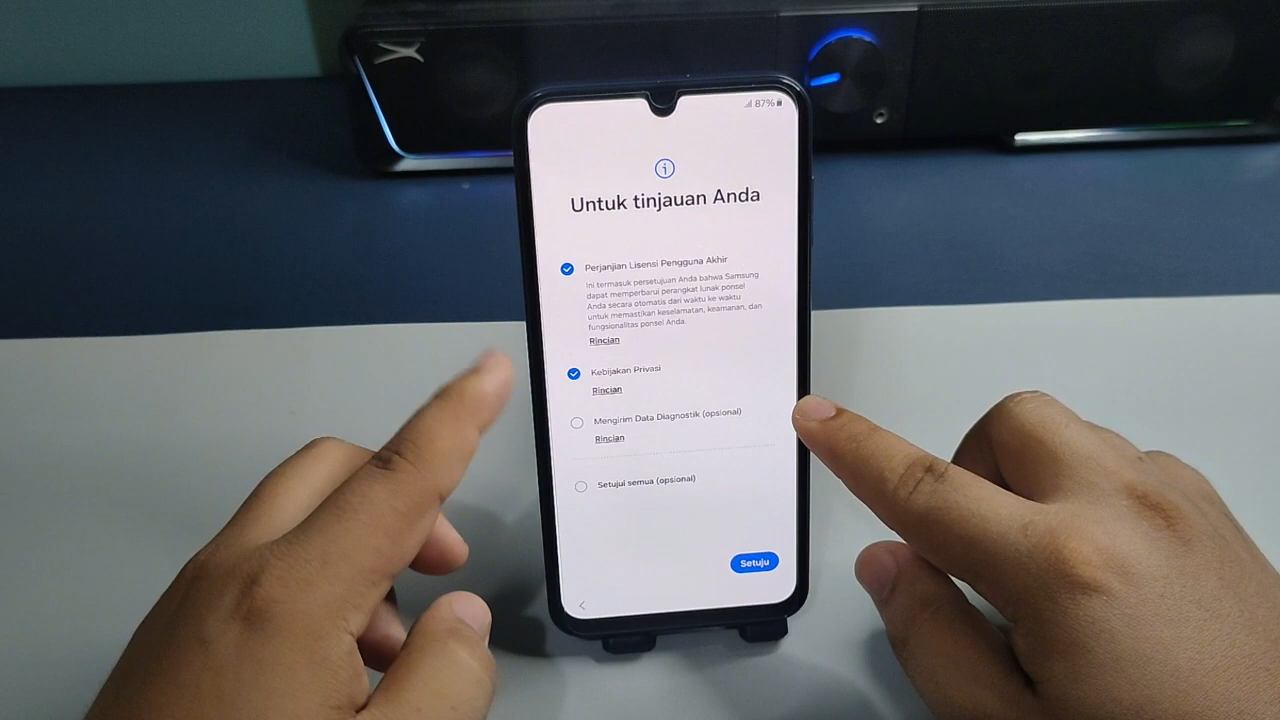 87%
Untuk tinjauan Anda
Perjanjian Lisensi Pengguna Akhir
Ini termasuk persetujuan Anda bahwa Samsung
dapat memperbarui perangkat lunak ponsel
Anda secara otomatis dari waktu ke waktu
untuk memastikan keselamatan, keamanan, dan
fungsionalitas ponsel Anda.
Rincian
Kebijakan Privasi
Rincian
Mengirim Data Diagnostik (opsional)
Rincian
Setujui semua (opsional)
Setuju